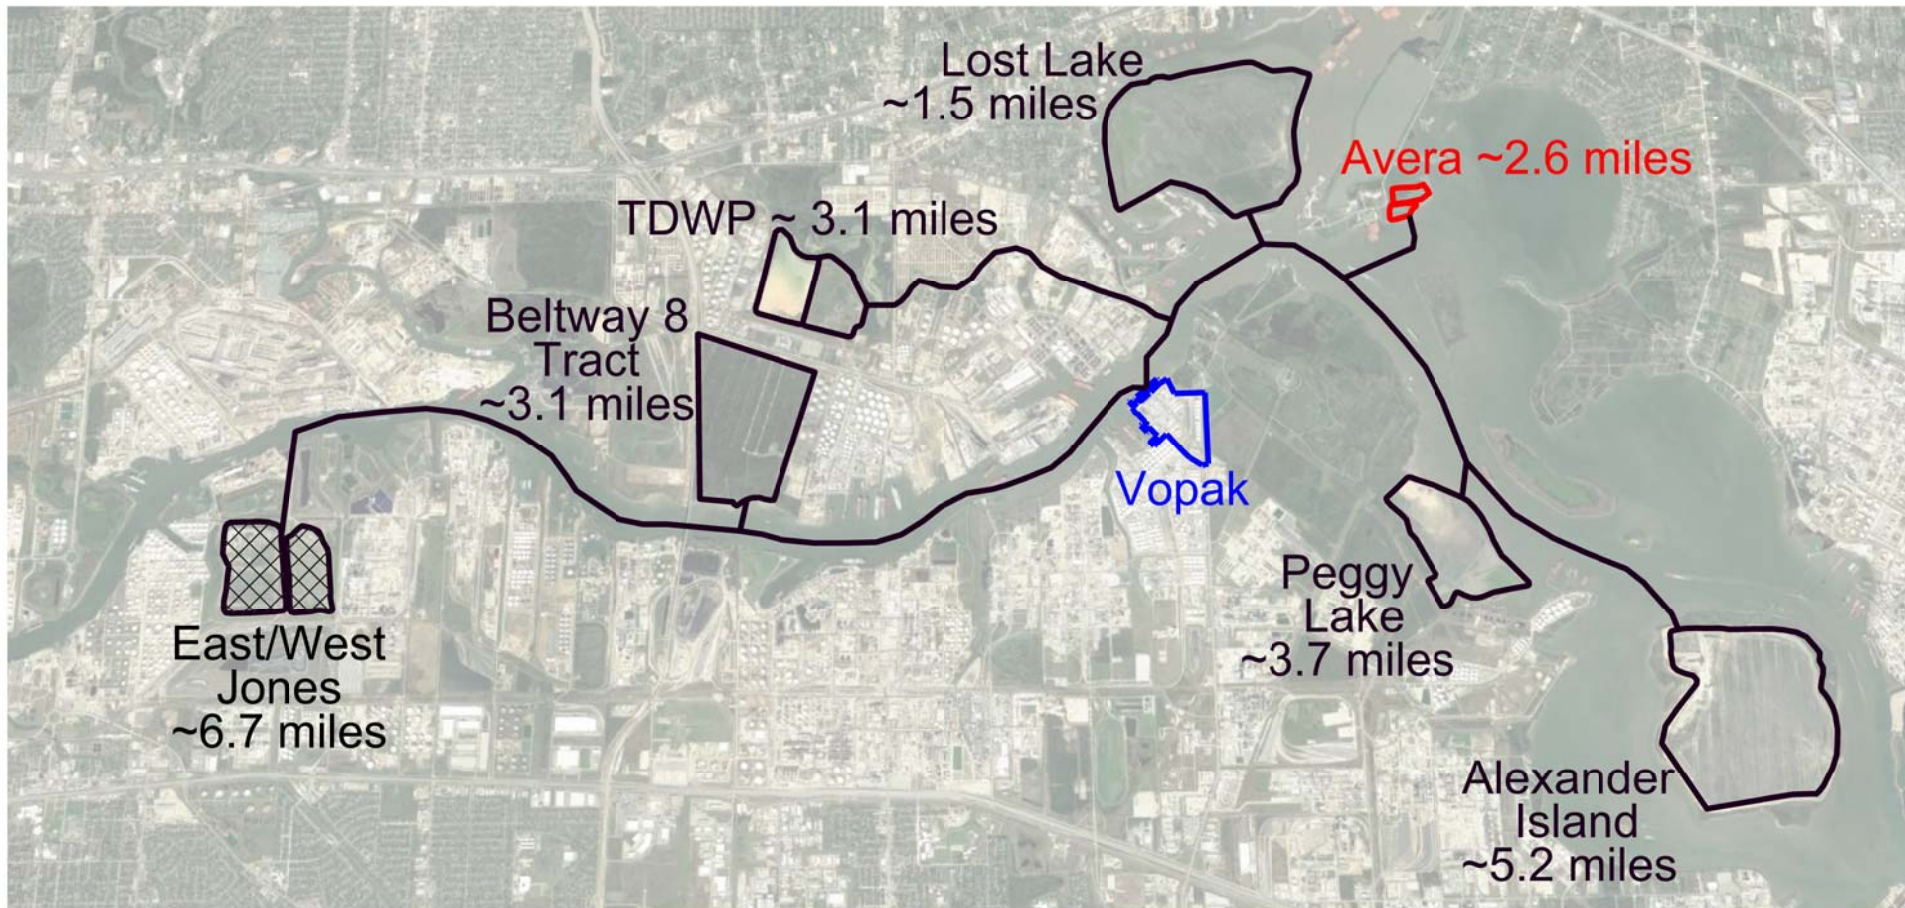 Lost Lake
~1.5 miles
Avera ~2.6 miles
TDWP ~ 3.1 miles
Beltway 8
Tract
~3.1 miles
Vopak
East/West
Jones
~6.7 miles
Peggy
Lake
~3.7 miles
Alexander
Island
~5.2 miles